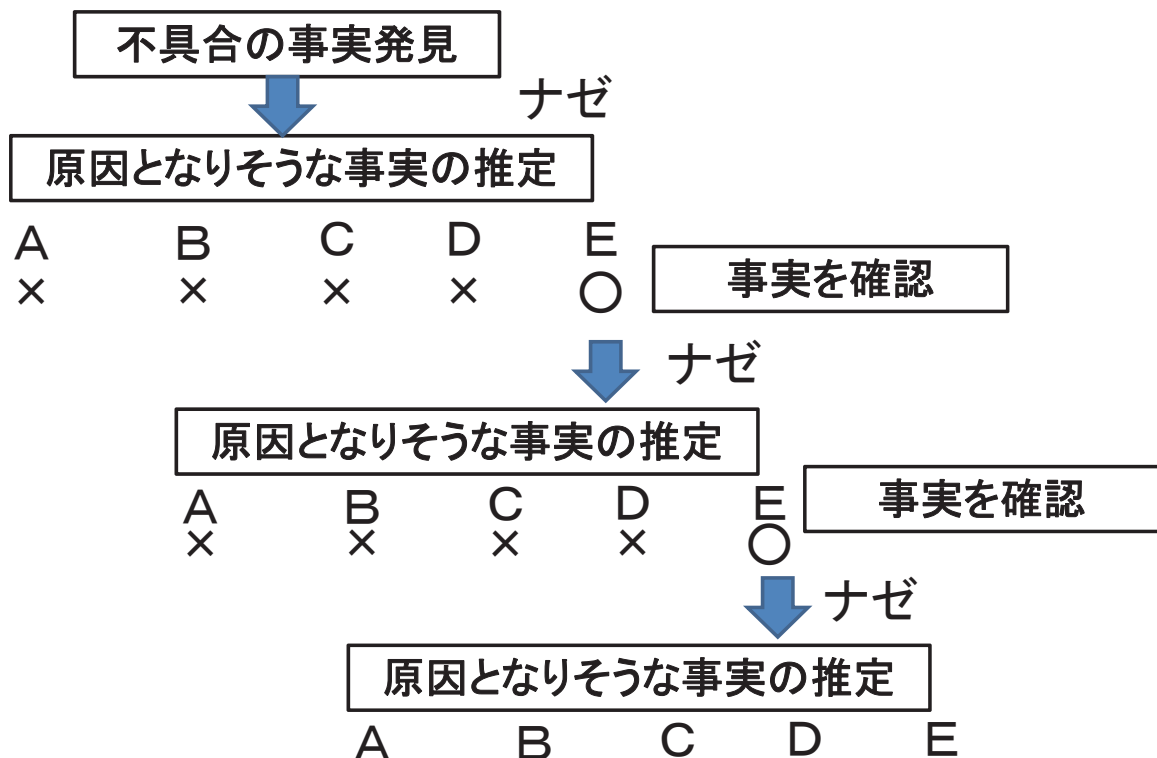 不具合の事実発見
ナゼ
原因となりそうな事実の推定
A B C D E
× × × × ○
事実を確認
ナゼ
原因となりそうな事実の推定
A B C D E
× × × × ○
事実を確認
ナゼ
原因となりそうな事実の推定
A B C D E